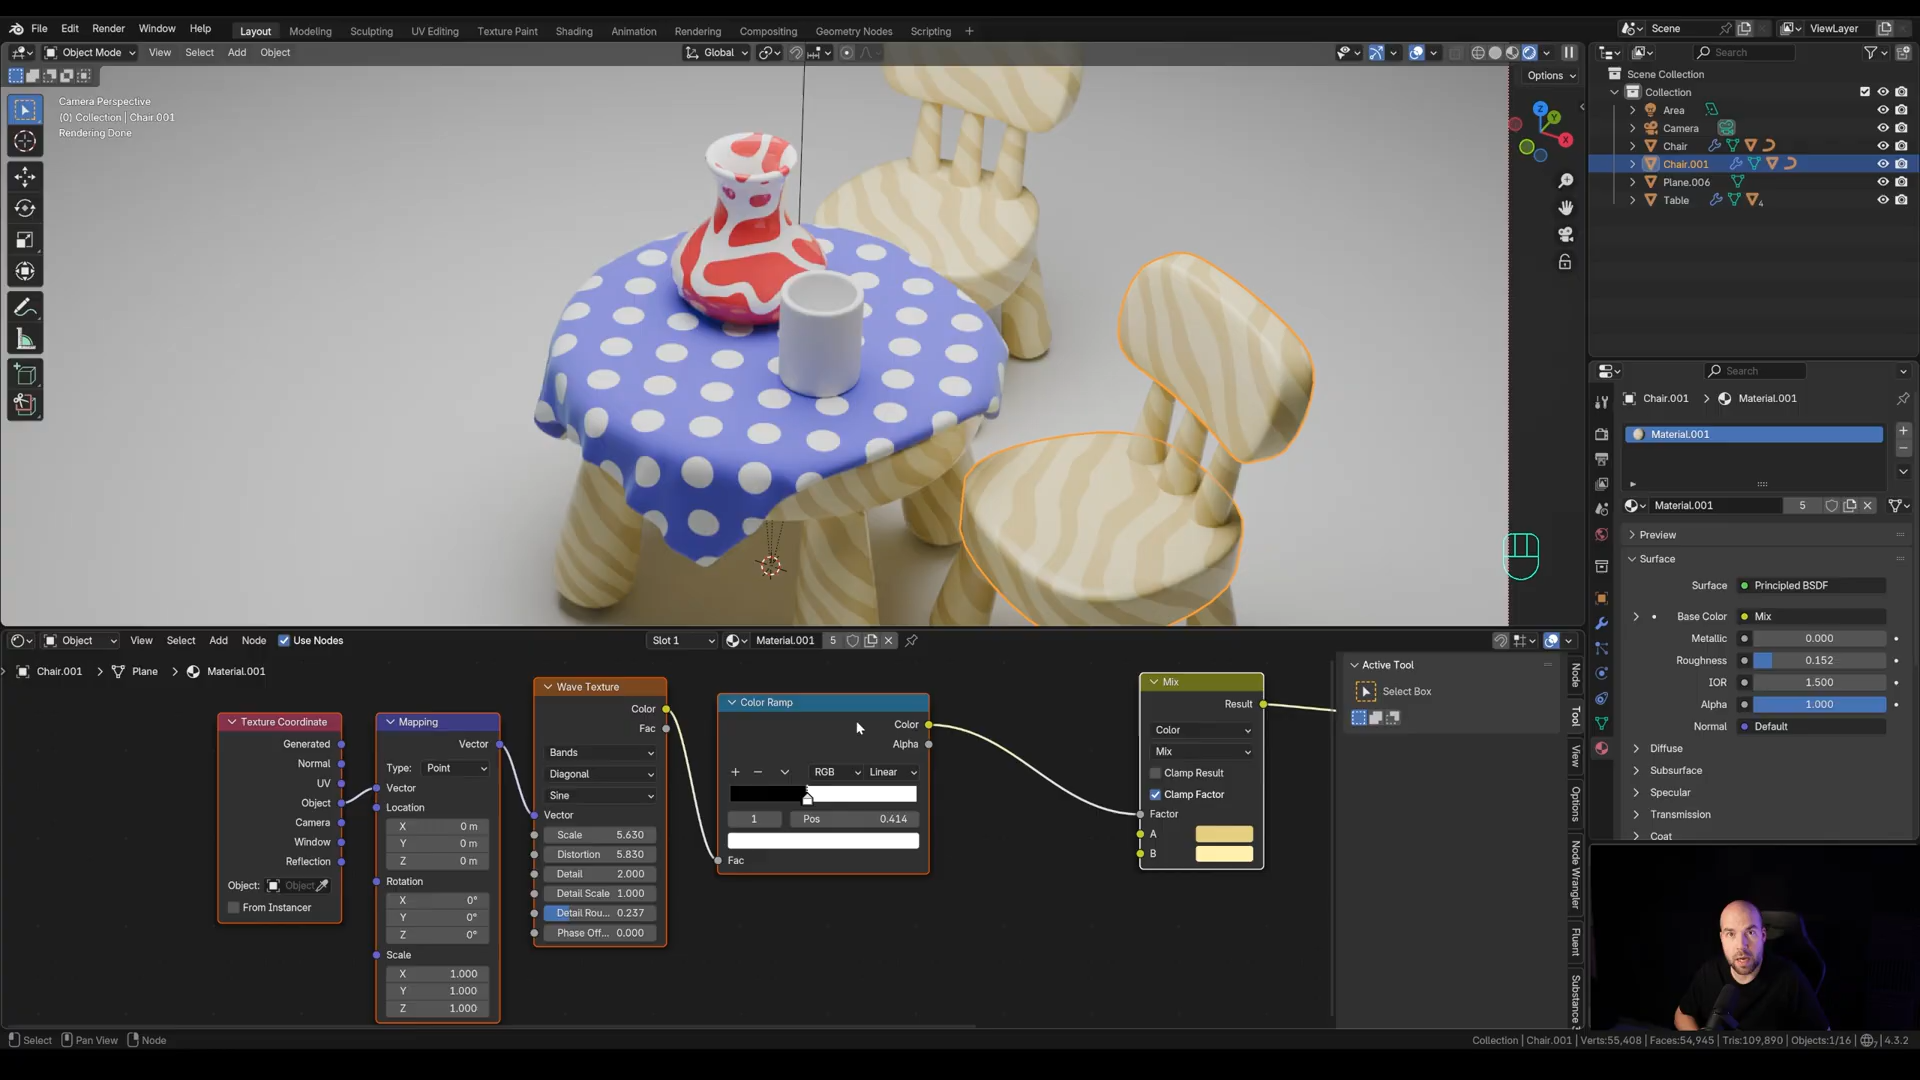 File Edit Render Window Help Layout Modeling Sculpting UV Editing Texture Paint Shading Animation Rendering Compositing Geometry Nodes Scripting + Scene ViewLayer
Object Mode View Select Add Object Global Search
Options
Camera Perspective
(0) Collection | Chair.001
Rendering Done
Z
Y
X
Scene Collection
Collection
Area
Camera
Chair
Chair.001
Plane.006
Table
4
Search
Chair.001 > Material.001
Material.001
Material.001 5
Preview
Surface
Surface Principled BSDF
Base Color Mix
Metallic 0.000
Roughness 0.152
IOR 1.500
Alpha 1.000
Normal Default
Diffuse
Subsurface
Specular
Transmission
Coat
Object View Select Add Node Use Nodes Slot 1 Material.001 5
Chair.001 > Plane > Material.001
Texture Coordinate
Generated
Normal
UV
Object
Camera
Window
Reflection
Object: Object
From Instancer
Mapping
Vector
Type: Point
Vector
Location
X 0 m
Y 0 m
Z 0 m
Rotation
X 0°
Y 0°
Z 0°
Scale
X 1.000
Y 1.000
Z 1.000
Wave Texture
Color
Fac
Bands
Diagonal
Sine
Vector
Scale 5.630
Distortion 5.830
Detail 2.000
Detail Scale 1.000
Detail Rou... 0.237
Phase Off... 0.000
Color Ramp
Color
Alpha
RGB Linear
1 Pos 0.414
Fac
Mix
Result
Color
Mix
Clamp Result
Clamp Factor
Factor
A
B
Active Tool
Select Box
Node
Tool
View
Options
Node Wrangler
Fluent
Substance 3
Select Pan View Node
Collection | Chair.001 | Verts:55,408 | Faces:54,945 | Tris:109,890 | Objects:1/16 | 4.3.2